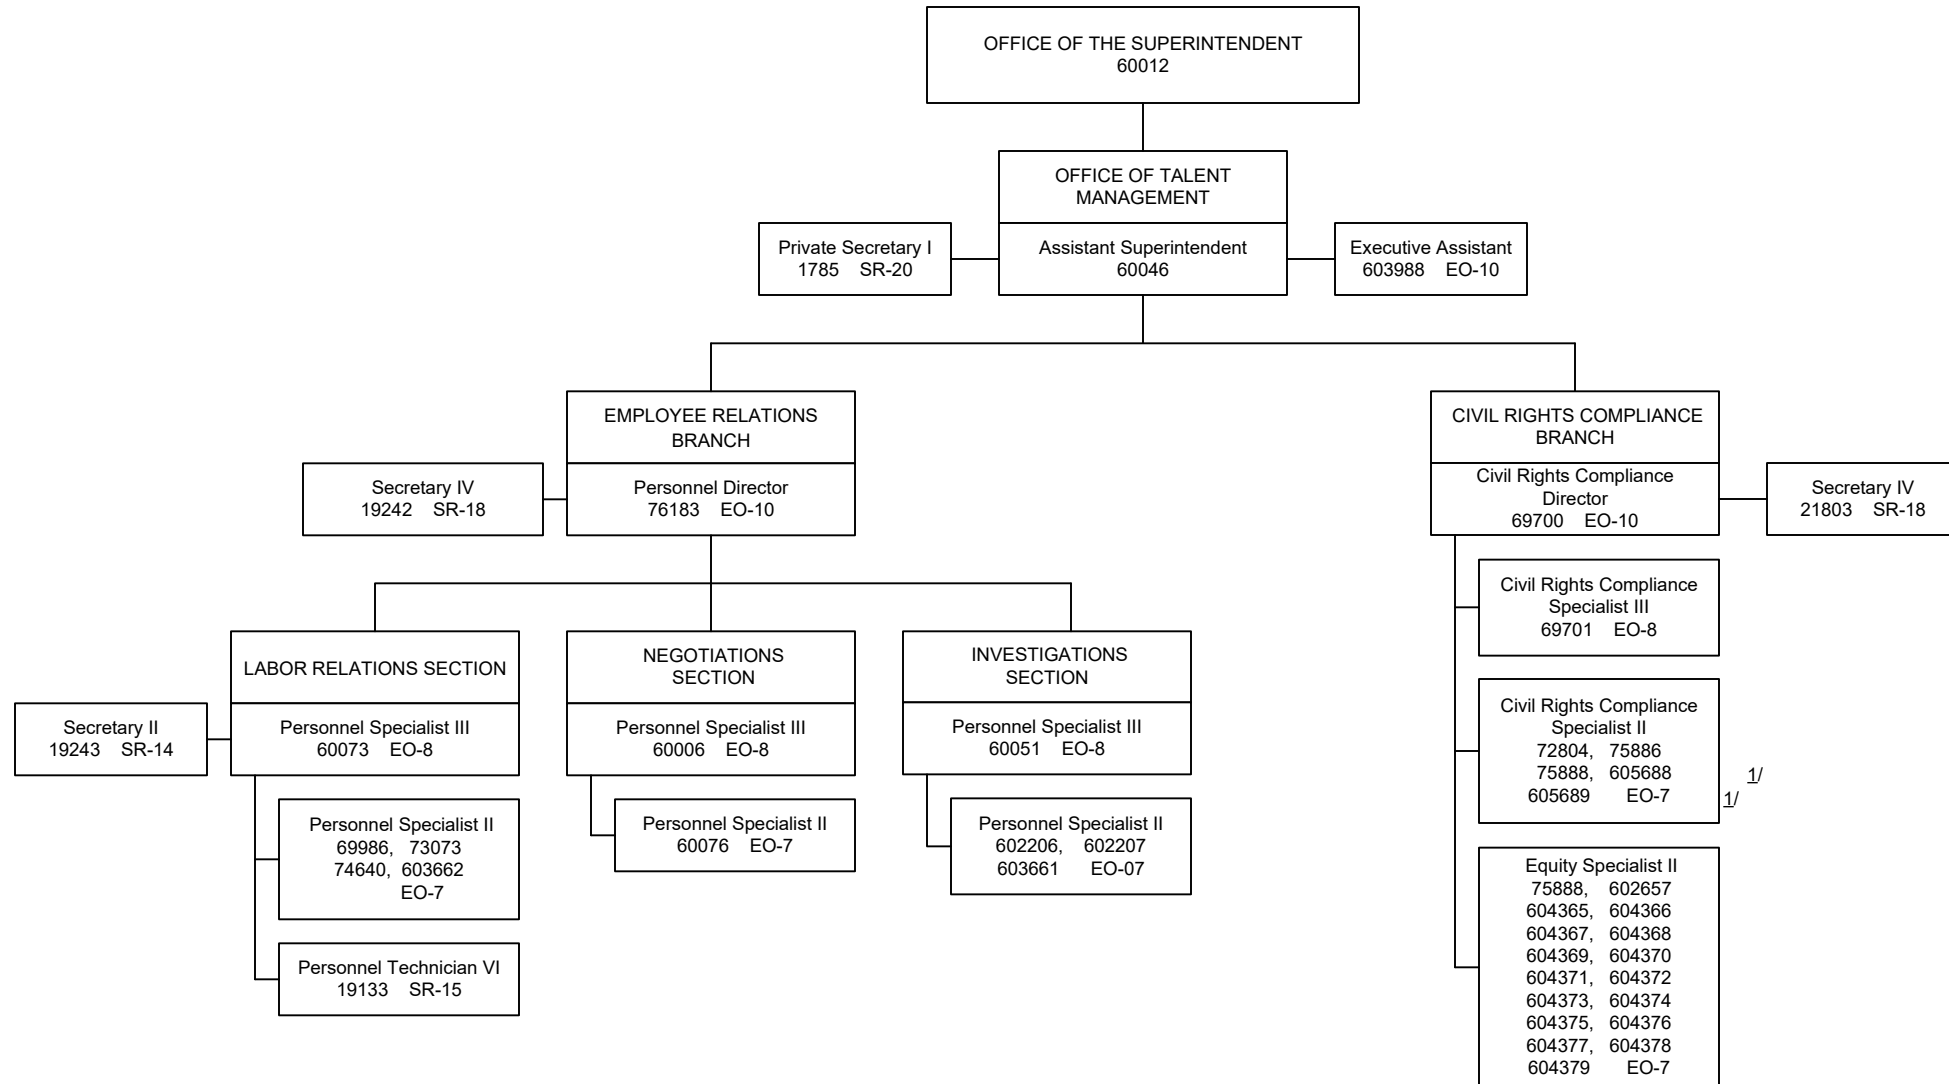 OFFICE OF THE SUPERINTENDENT
60012
OFFICE OF TALENT
MANAGEMENT
Private Secretary I
1785 SR-20
Assistant Superintendent
60046
Executive Assistant
603988 EO-10
EMPLOYEE RELATIONS
BRANCH
Secretary IV
19242 SR-18
Personnel Director
76183 EO-10
CIVIL RIGHTS COMPLIANCE
BRANCH
Civil Rights Compliance
Director
69700 EO-10
Secretary IV
21803 SR-18
LABOR RELATIONS SECTION
Secretary II
19243 SR-14
Personnel Specialist III
60073 EO-8
Personnel Specialist II
69986, 73073
74640, 603662
EO-7
Personnel Technician VI
19133 SR-15
NEGOTIATIONS
SECTION
Personnel Specialist III
60006 EO-8
Personnel Specialist II
60076 EO-7
INVESTIGATIONS
SECTION
Personnel Specialist III
60051 EO-8
Personnel Specialist II
602206, 602207
603661 EO-07
Civil Rights Compliance
Specialist III
69701 EO-8
Civil Rights Compliance
Specialist II
72804, 75886
75888, 605688 1/
605689 EO-7 1/
Equity Specialist II
75888, 602657
604365, 604366
604367, 604368
604369, 604370
604371, 604372
604373, 604374
604375, 604376
604377, 604378
604379 EO-7